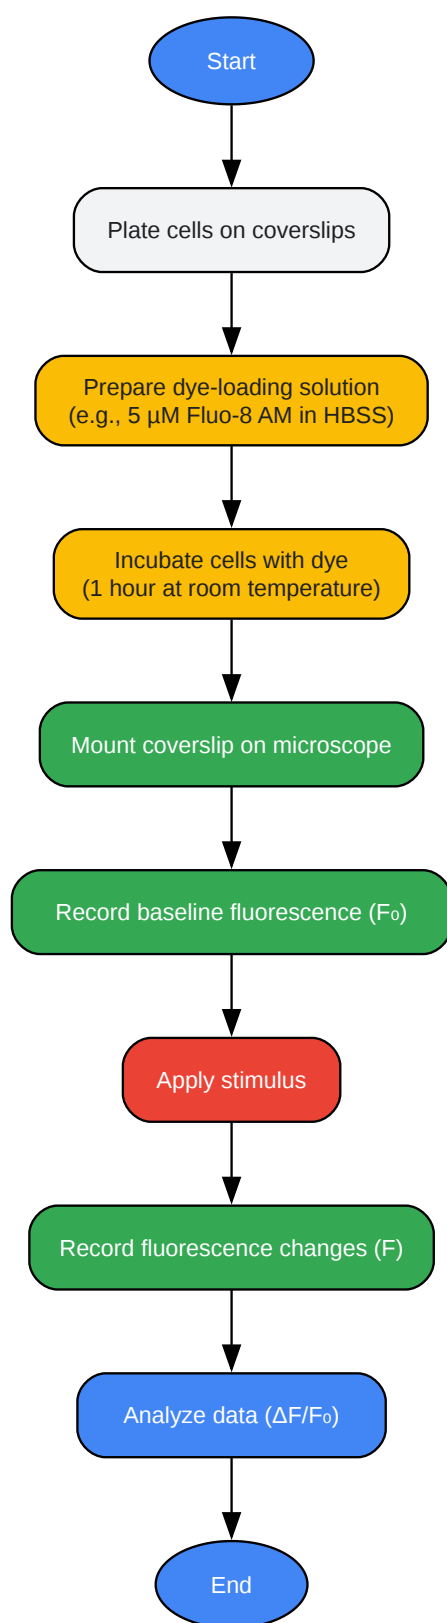 Start
Plate cells on coverslips
Prepare dye-loading solution
(e.g., 5 µM Fluo-8 AM in HBSS)
Incubate cells with dye
(1 hour at room temperature)
Mount coverslip on microscope
Record baseline fluorescence (F₀)
Apply stimulus
Record fluorescence changes (F)
Analyze data (ΔF/F₀)
End